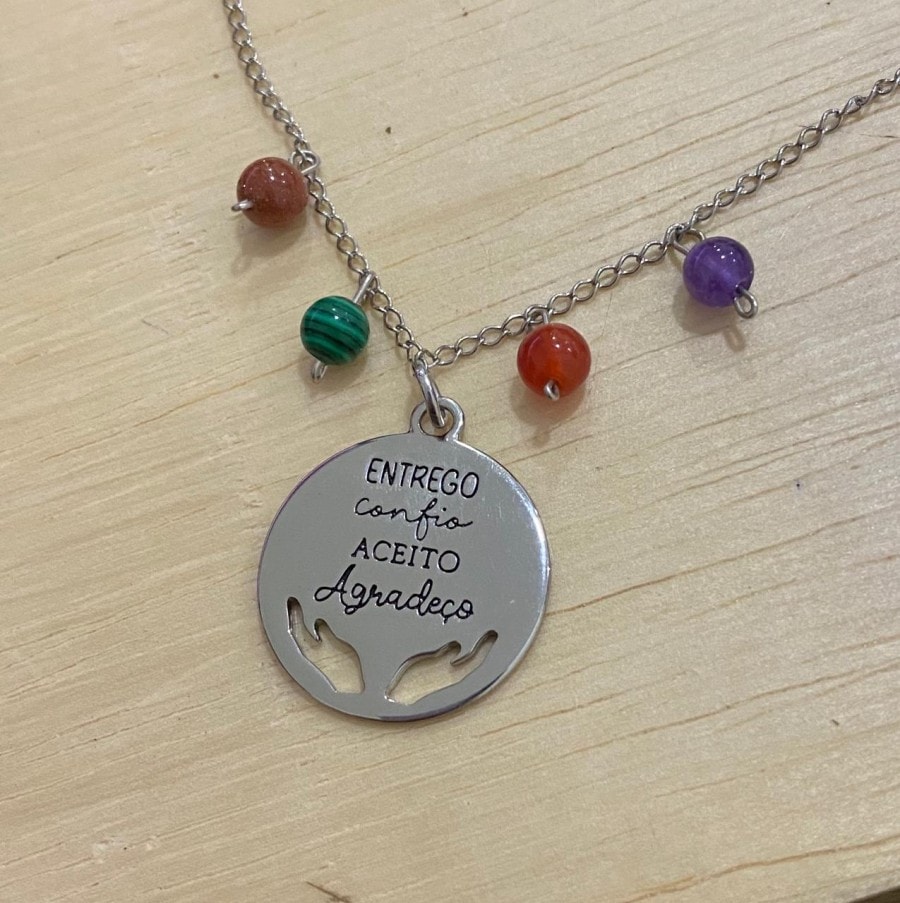 ENTREGO
confio
ACEITO
Agradeço